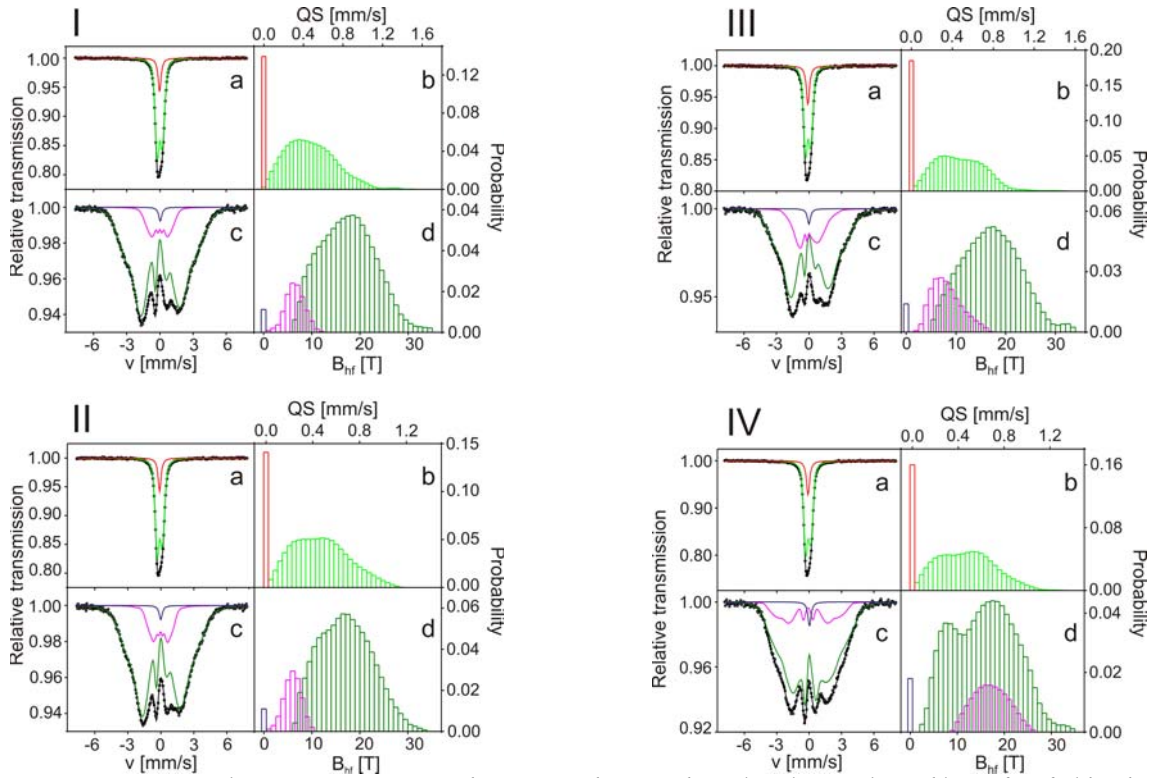 I
QS [mm/s]
0.0 0.4 0.8 1.2 1.6
Relative transmission
1.00
0.95
0.90
0.85
0.80
a
b
0.12
0.08
0.04
0.00
Probability
1.00
0.98
0.96
0.94
c
d
0.04
0.03
0.02
0.01
0.00
-6 -3 0 3 6
v [mm/s]
0 10 20 30
Bhf [T]
III
QS [mm/s]
0.0 0.4 0.8 1.2 1.6
Relative transmission
1.00
0.95
0.90
0.85
0.80
a
b
0.20
0.15
0.10
0.05
0.00
Probability
1.00
0.95
c
d
0.06
0.03
0.00
-6 -3 0 3 6
v [mm/s]
0 10 20 30
Bhf [T]
II
QS [mm/s]
0.0 0.4 0.8 1.2
Relative transmission
1.00
0.95
0.90
0.85
0.80
a
b
0.15
0.10
0.05
0.00
Probability
1.00
0.98
0.96
0.94
c
d
0.06
0.04
0.02
0.00
-6 -3 0 3 6
v [mm/s]
0 10 20 30
Bhf [T]
IV
QS [mm/s]
0.0 0.4 0.8 1.2
Relative transmission
1.00
0.95
0.90
0.85
0.80
0.76
a
b
0.16
0.08
0.00
Probability
1.00
0.96
0.92
c
d
0.04
0.02
0.00
-6 -3 0 3 6
v [mm/s]
0 10 20 30
Bhf [T]